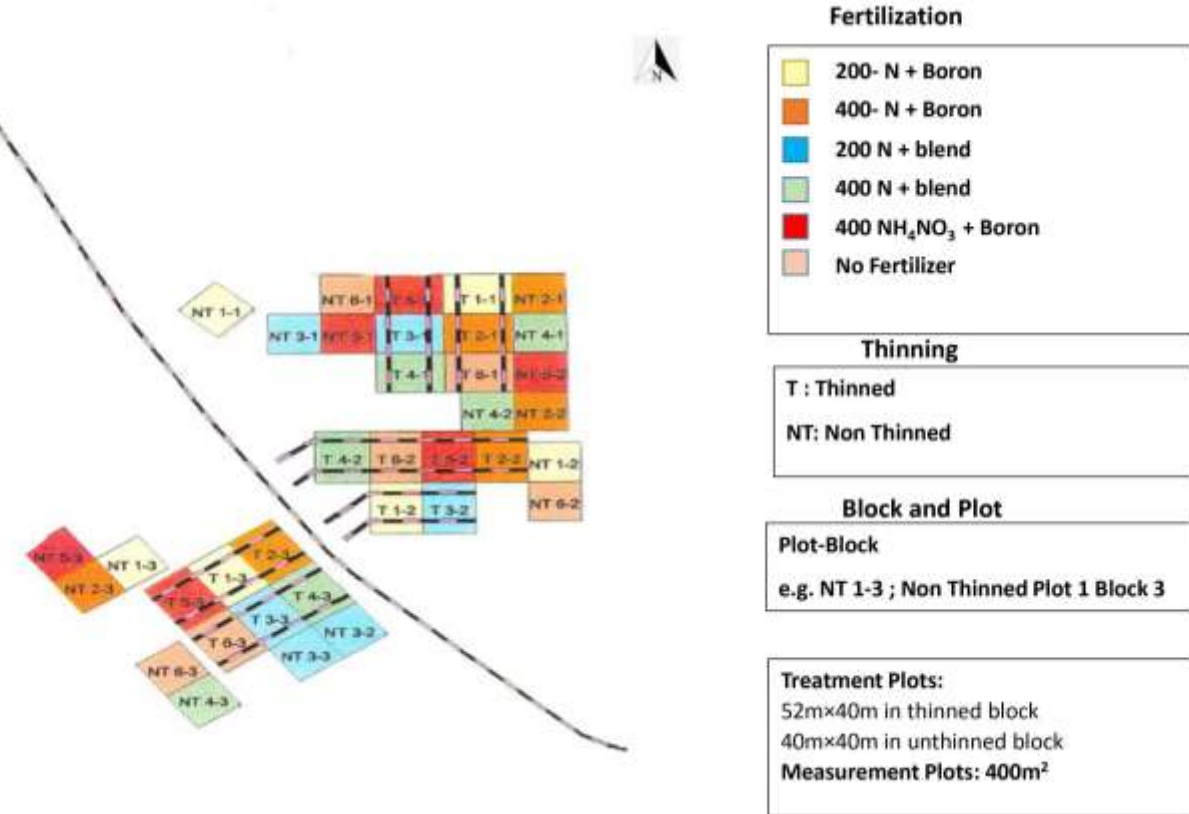 Fertilization
200- N + Boron
400- N + Boron
200 N + blend
400 N + blend
400 NH₄NO₃ + Boron
No Fertilizer
Thinning
T : Thinned
NT: Non Thinned
Block and Plot
Plot-Block
e.g. NT 1-3 ; Non Thinned Plot 1 Block 3
Treatment Plots:
52m×40m in thinned block
40m×40m in unthinned block
Measurement Plots: 400m²
N
NT 1-1
NT 6-1 T 5-1 T 1-1 NT 2-1
NT 3-1 NT 5-1 T 3-1 T 2-1 NT 4-1
T 4-1 T 6-1 NT 5-2
NT 4-2 NT 2-2
T 4-2 T 6-2 T 5-2 T 2-2 NT 1-2
T 1-2 T 3-2 NT 6-2
NT 5-3 NT 1-3 T 2-3
NT 2-3 T 1-3
T 5-3 T 4-3
T 3-3 NT 3-2
T 6-3 NT 3-3
NT 6-3
NT 4-3